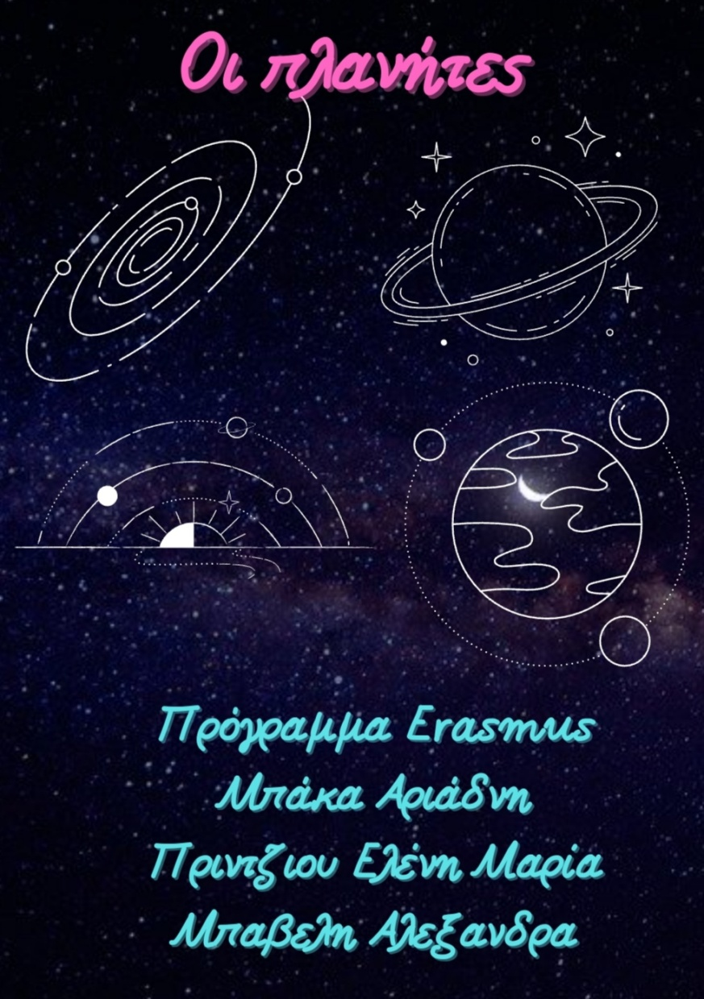 Οι πλανήτες
Πρόγραμμα Erasmus
Μπάκα Αριάδνη
Πριντζιου Ελένη Μαρία
Μπαβελη Αλεξανδρα